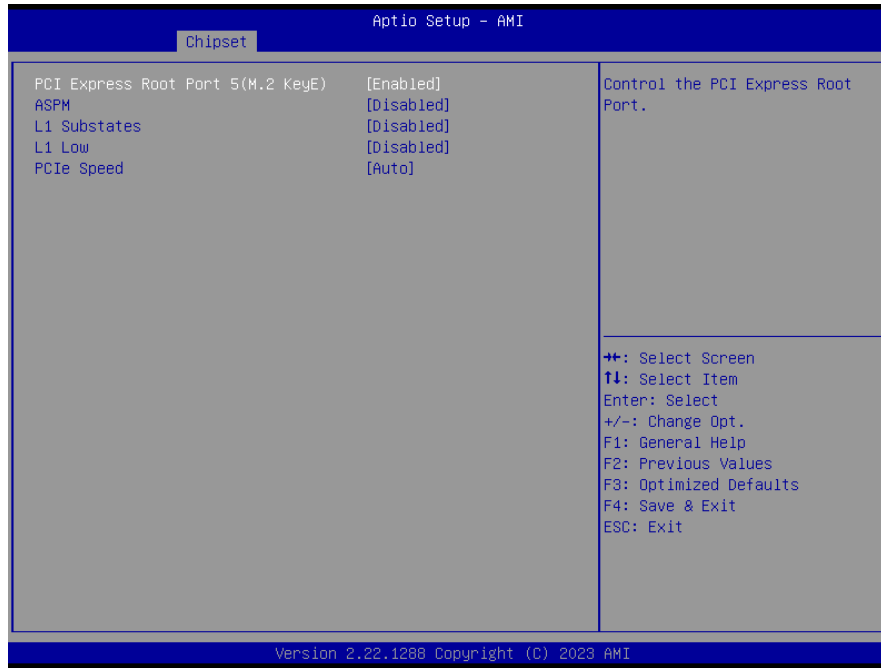 Aptio Setup - AMI
Chipset
PCI Express Root Port 5(M.2 KeyE) [Enabled]
ASPM [Disabled]
L1 Substates [Disabled]
L1 Low [Disabled]
PCIe Speed [Auto]
Control the PCI Express Root
Port.
→←: Select Screen
↑↓: Select Item
Enter: Select
+/-: Change Opt.
F1: General Help
F2: Previous Values
F3: Optimized Defaults
F4: Save & Exit
ESC: Exit
Version 2.22.1288 Copyright (C) 2023 AMI